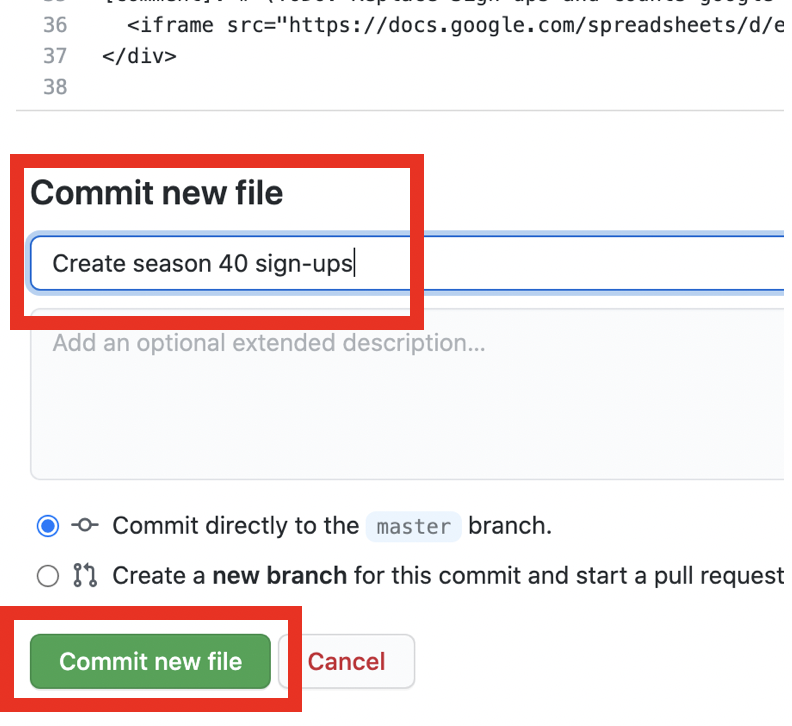 36 <iframe src="https://docs.google.com/spreadsheets/d/e
37 </div>
38
Commit new file
Create season 40 sign-ups
Add an optional extended description...
Commit directly to the master branch.
Create a new branch for this commit and start a pull request
Commit new file Cancel